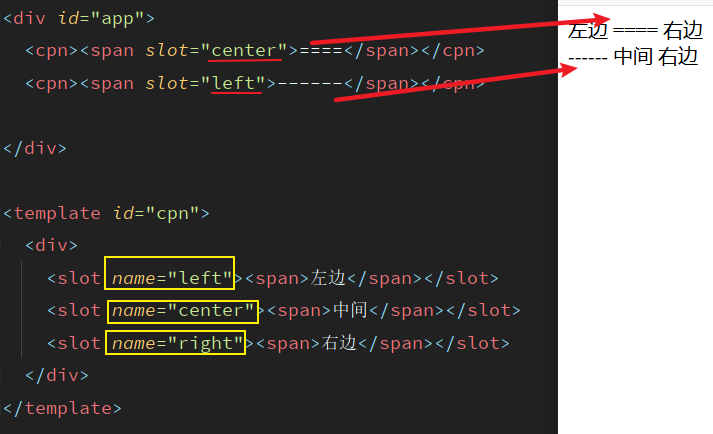 <div id="app">
<cpn><span slot="center">====</span></cpn>
<cpn><span slot="left">------</span></cpn>
</div>
<template id="cpn">
<div>
<slot name="left"><span>左边</span></slot>
<slot name="center"><span>中间</span></slot>
<slot name="right"><span>右边</span></slot>
</div>
</template>
左边 ==== 右边
------ 中间 右边